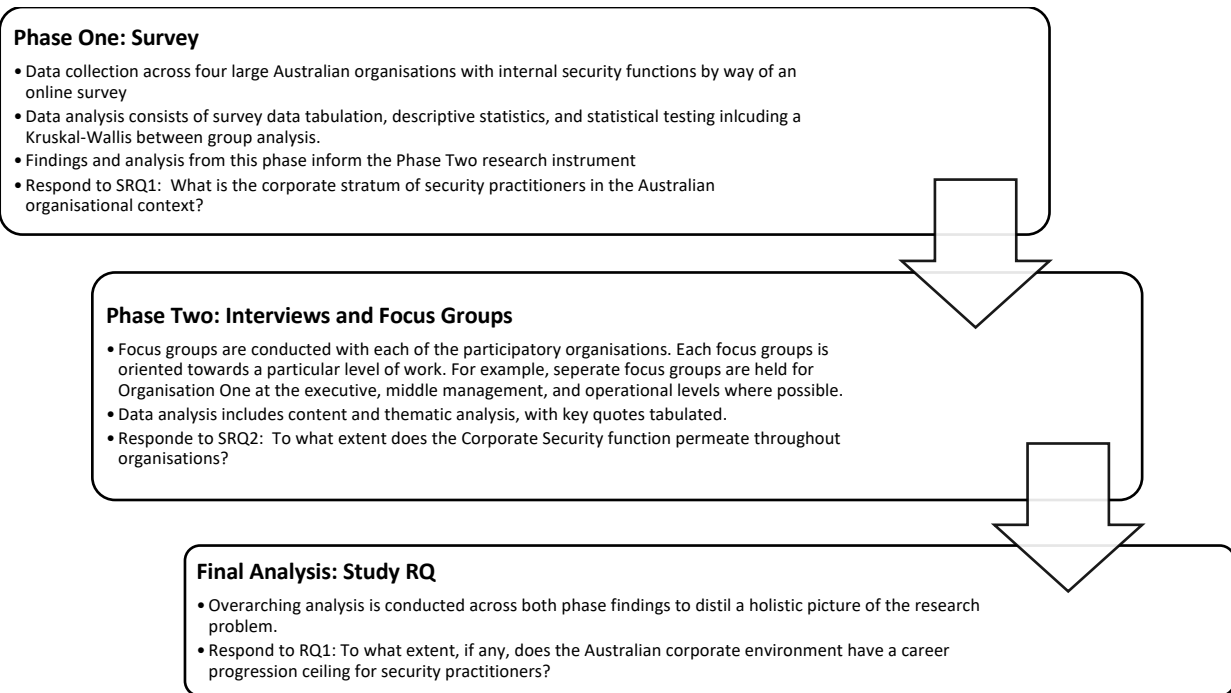 Phase One: Survey
• Data collection across four large Australian organisations with internal security functions by way of an
online survey
• Data analysis consists of survey data tabulation, descriptive statistics, and statistical testing inlcuding a
Kruskal-Wallis between group analysis.
• Findings and analysis from this phase inform the Phase Two research instrument
• Respond to SRQ1:  What is the corporate stratum of security practitioners in the Australian
organisational context?
Phase Two: Interviews and Focus Groups
• Focus groups are conducted with each of the participatory organisations. Each focus groups is
oriented towards a particular level of work. For example, seperate focus groups are held for
Organisation One at the executive, middle management, and operational levels where possible.
• Data analysis includes content and thematic analysis, with key quotes tabulated.
• Responde to SRQ2:  To what extent does the Corporate Security function permeate throughout
organisations?
Final Analysis: Study RQ
• Overarching analysis is conducted across both phase findings to distil a holistic picture of the research
problem.
• Respond to RQ1: To what extent, if any, does the Australian corporate environment have a career
progression ceiling for security practitioners?